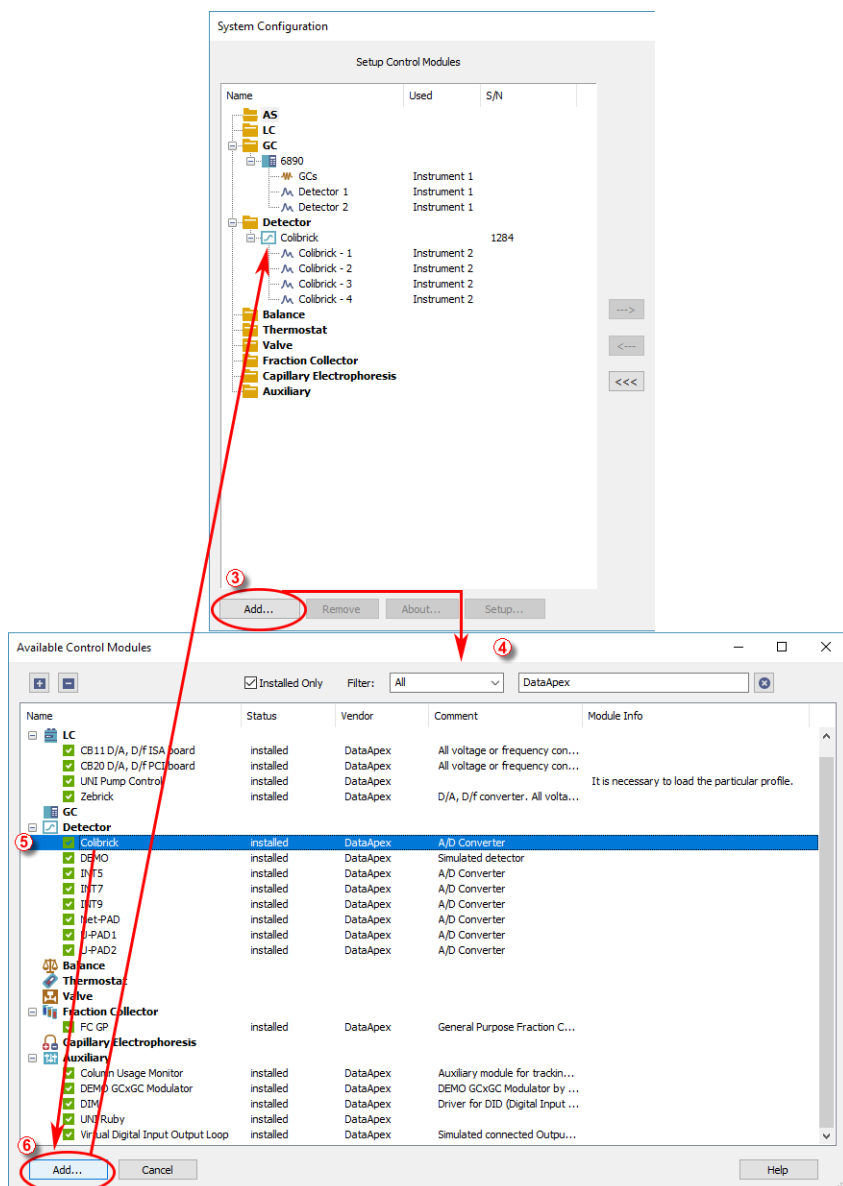 System Configuration
Setup Control Modules
Name Used S/N
AS
LC
GC
6890
GCs Instrument 1
Detector 1 Instrument 1
Detector 2 Instrument 1
Detector
Colibrick 1284
Colibrick - 1 Instrument 2
Colibrick - 2 Instrument 2
Colibrick - 3 Instrument 2
Colibrick - 4 Instrument 2
Balance
--->
Thermostat
Valve
<---
Fraction Collector
Capillary Electrophoresis
<<<
Auxiliary
3
Add... Remove About... Setup...
Available Control Modules
4
Installed Only Filter: All DataApex
Name Status Vendor Comment Module Info
LC
CB11 D/A, D/f ISA board installed DataApex All voltage or frequency con...
CB20 D/A, D/f PCI board installed DataApex All voltage or frequency con...
UNI Pump Control installed DataApex It is necessary to load the particular profile.
Zebrick installed DataApex D/A, D/f converter. All volta...
GC
Detector
5
Colibrick installed DataApex A/D Converter
DEMO installed DataApex Simulated detector
INT5 installed DataApex A/D Converter
INT7 installed DataApex A/D Converter
INT9 installed DataApex A/D Converter
Net-PAD installed DataApex A/D Converter
U-PAD1 installed DataApex A/D Converter
U-PAD2 installed DataApex A/D Converter
Balance
Thermostat
Valve
Fraction Collector
FC GP installed DataApex General Purpose Fraction C...
Capillary Electrophoresis
Auxiliary
Column Usage Monitor installed DataApex Auxiliary module for trackin...
DEMO GCxGC Modulator installed DataApex DEMO GCxGC Modulator by ...
DIM installed DataApex Driver for DID (Digital Input ...
UNI Ruby installed DataApex
Virtual Digital Input Output Loop installed DataApex Simulated connected Outpu...
6
Add... Cancel Help